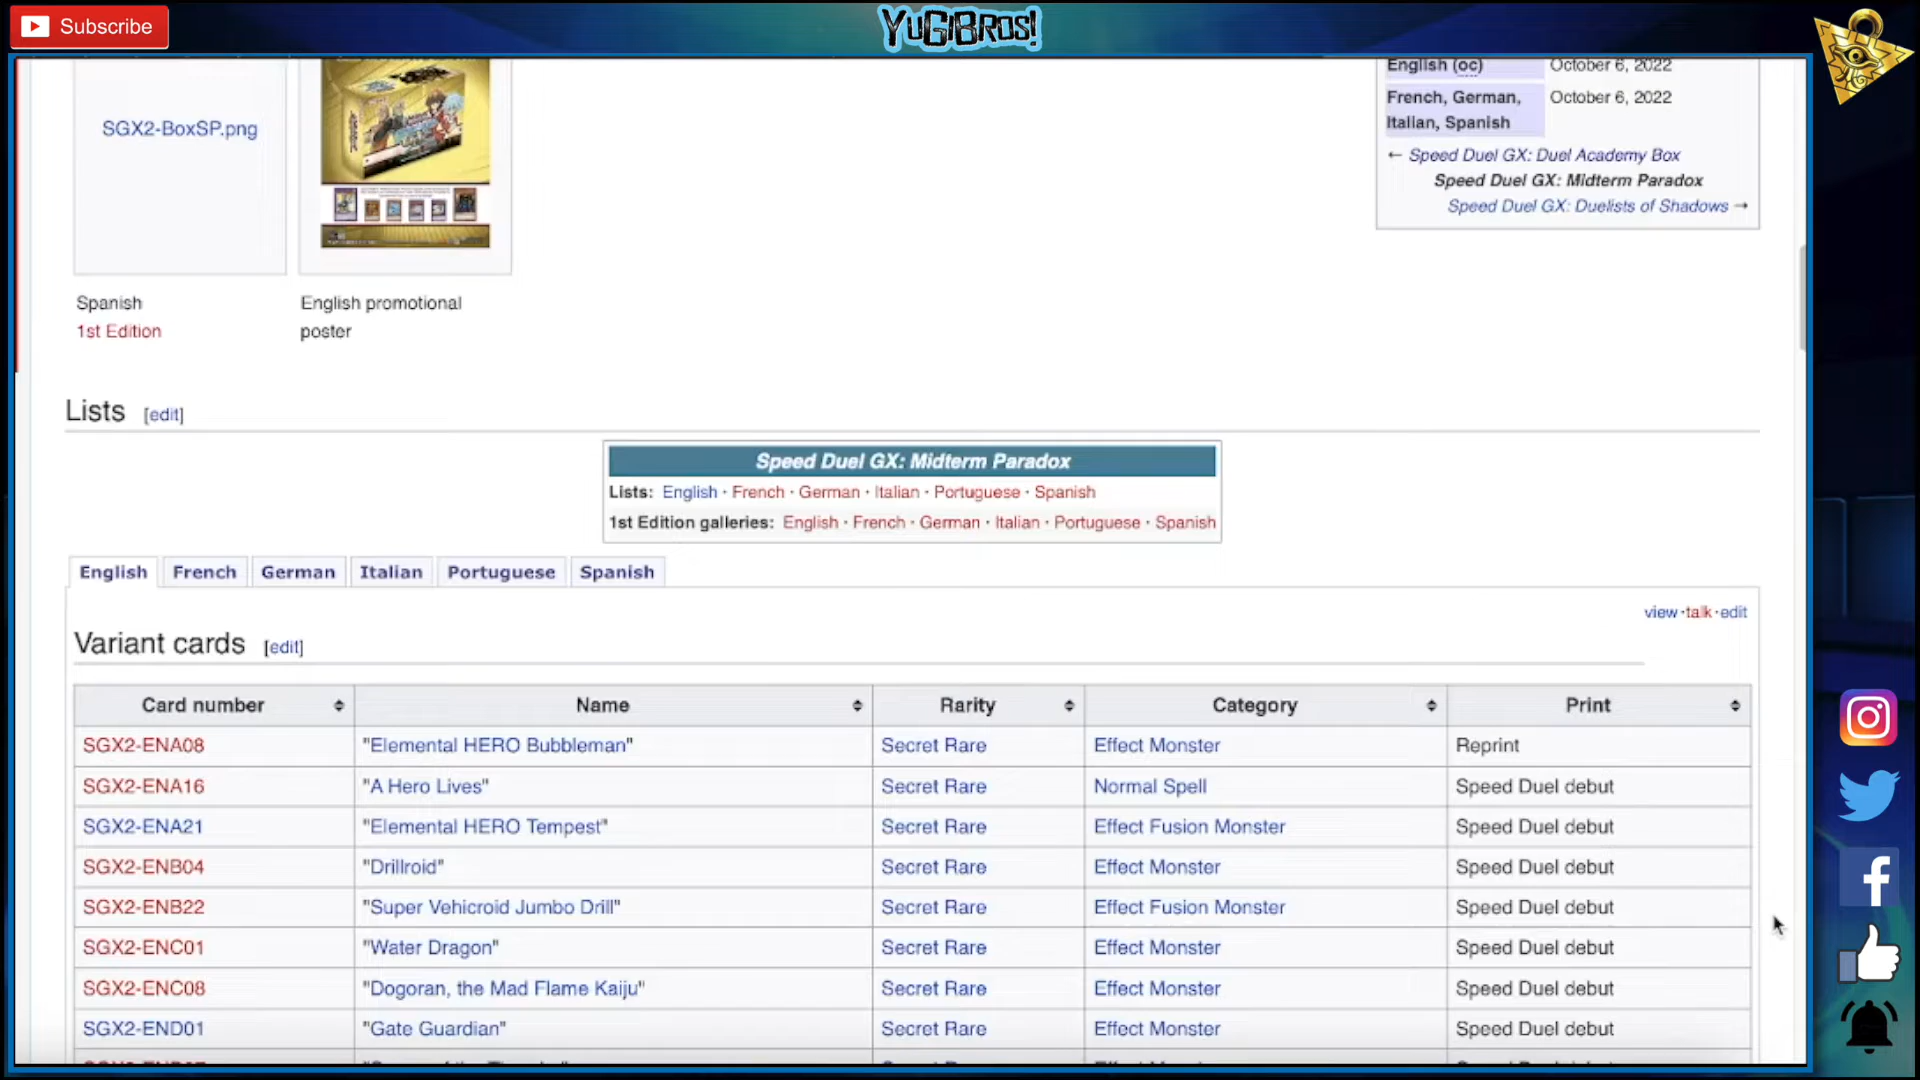 Subscribe
YuGiBros!
English (oc) October 6, 2022
French, German, Italian, Spanish October 6, 2022
← Speed Duel GX: Duel Academy Box
Speed Duel GX: Midterm Paradox
Speed Duel GX: Duelists of Shadows →
SGX2-BoxSP.png
Spanish
1st Edition
English promotional
poster
Lists [edit]
Speed Duel GX: Midterm Paradox
Lists: English · French · German · Italian · Portuguese · Spanish
1st Edition galleries: English · French · German · Italian · Portuguese · Spanish
English French German Italian Portuguese Spanish
view · talk · edit
Variant cards [edit]
Card number Name Rarity Category Print
SGX2-ENA08 "Elemental HERO Bubbleman" Secret Rare Effect Monster Reprint
SGX2-ENA16 "A Hero Lives" Secret Rare Normal Spell Speed Duel debut
SGX2-ENA21 "Elemental HERO Tempest" Secret Rare Effect Fusion Monster Speed Duel debut
SGX2-ENB04 "Drillroid" Secret Rare Effect Monster Speed Duel debut
SGX2-ENB22 "Super Vehicroid Jumbo Drill" Secret Rare Effect Fusion Monster Speed Duel debut
SGX2-ENC01 "Water Dragon" Secret Rare Effect Monster Speed Duel debut
SGX2-ENC08 "Dogoran, the Mad Flame Kaiju" Secret Rare Effect Monster Speed Duel debut
SGX2-END01 "Gate Guardian" Secret Rare Effect Monster Speed Duel debut